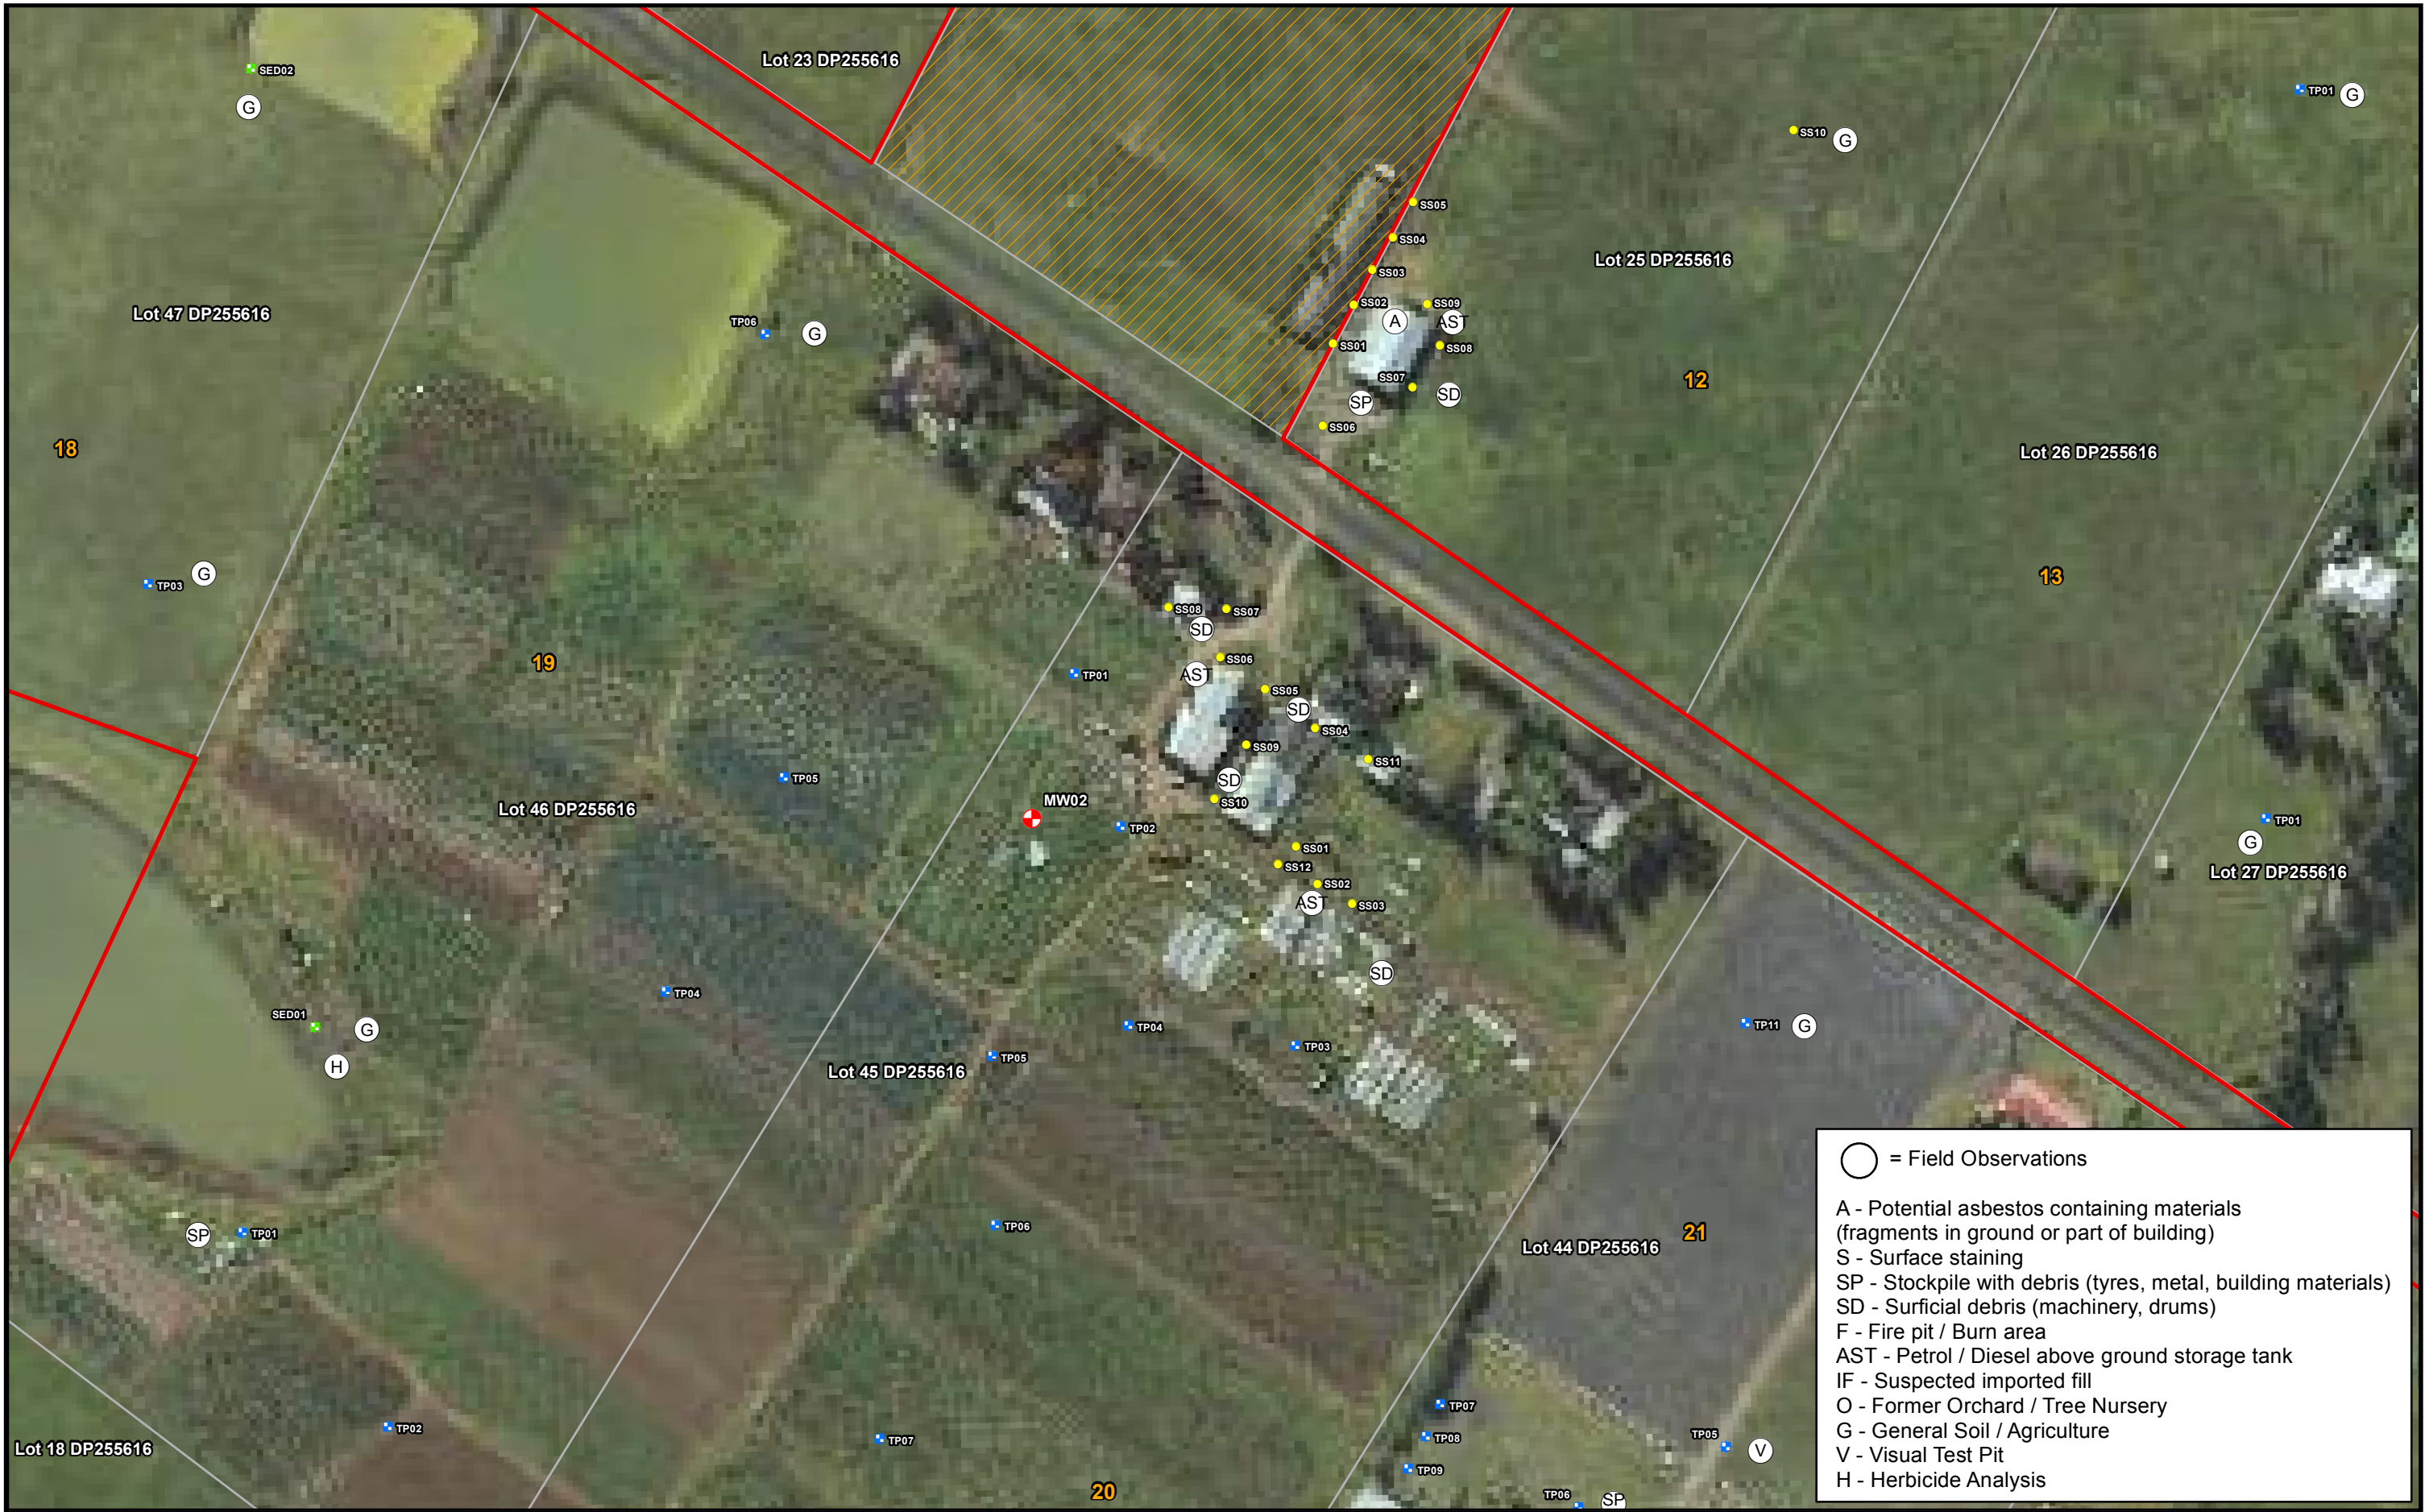 Lot 23 DP255616
SED02
G
TP01 G
SS10 G
SS05
SS04
Lot 25 DP255616
SS03
SS02 SS09
Lot 47 DP255616
A AST
TP06 G
SS01 SS08
SS07
12
SP SD
SS06
18
Lot 26 DP255616
G
TP03
13
SS08 SS07
SD
19
SS06
AST
TP01
SS05
SD
SS04
SS09
SS11
TP05
SD
MW02
SS10
Lot 46 DP255616
TP02
TP01
G
SS01
SS12
Lot 27 DP255616
SS02
AST SS03
SD
TP04
SED01
G
TP04
TP11 G
TP03
TP05
H
Lot 45 DP255616
TP06
SP TP01
21
Lot 44 DP255616
TP07
TP02
TP05
TP07
TP08
V
Lot 18 DP255616
TP09
20
TP06 SP
= Field Observations
A - Potential asbestos containing materials
(fragments in ground or part of building)
S - Surface staining
SP - Stockpile with debris (tyres, metal, building materials)
SD - Surficial debris (machinery, drums)
F - Fire pit / Burn area
AST - Petrol / Diesel above ground storage tank
IF - Suspected imported fill
O - Former Orchard / Tree Nursery
G - General Soil / Agriculture
V - Visual Test Pit
H - Herbicide Analysis